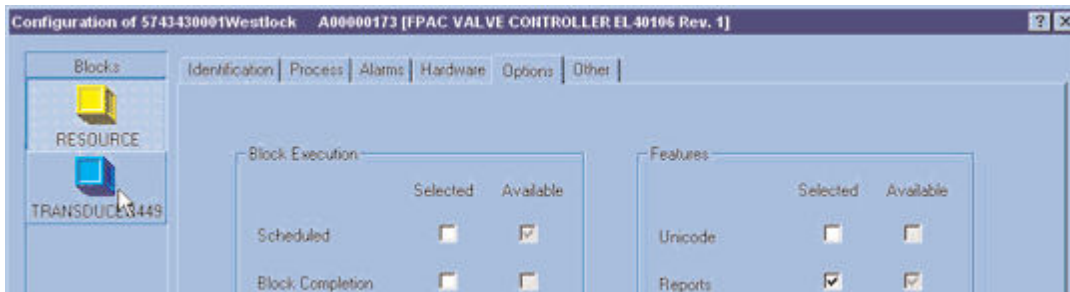 Configuration of 5743430001Westlock A00000173 [FPAC VALVE CONTROLLER EL40106 Rev. 1]
Blocks
Identification Process Alarms Hardware Options Other
RESOURCE
TRANSDUCER449
Block Execution
Features
Selected Available
Selected Available
Scheduled
Unicode
Block Completion
Reports